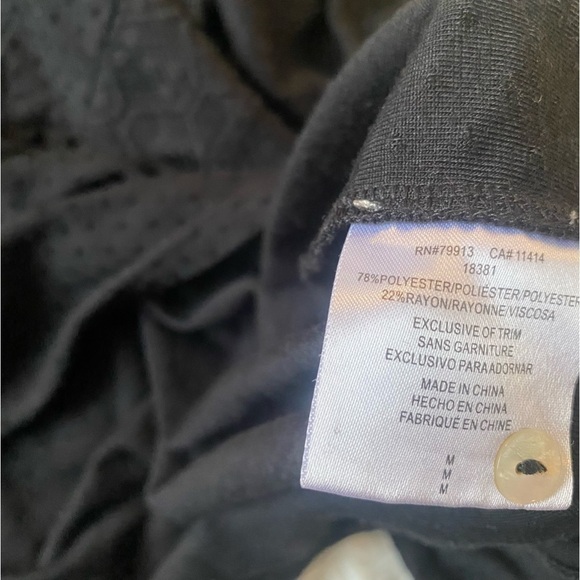 RN#79913 CA#11414
18381
78%POLYESTER/POLIÉSTER/POLYESTE
22%RAYON/RAYONNE/VISCOSA
EXCLUSIVE OF TRIM
SANS GARNITURE
EXCLUSIVO PARA ADORNAR
MADE IN CHINA
HECHO EN CHINA
FABRIQUÉ EN CHINE
M
M
M